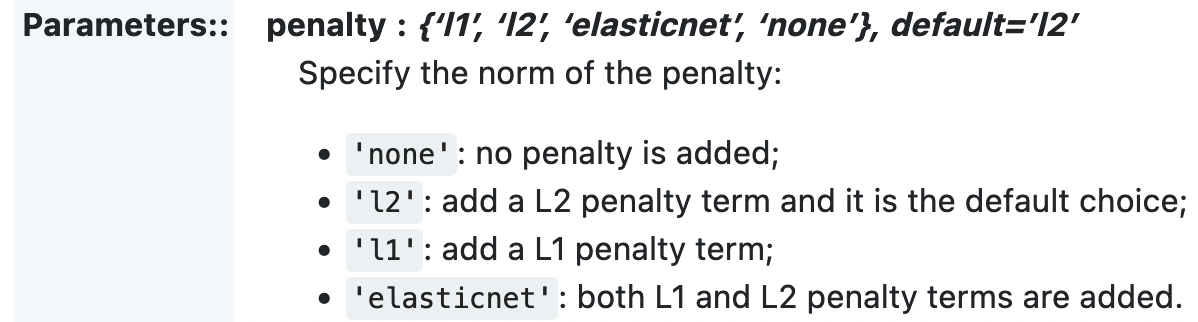 Parameters:: penalty : {‘l1’, ‘l2’, ‘elasticnet’, ‘none’}, default=’l2’
Specify the norm of the penalty:
• 'none': no penalty is added;
• 'l2': add a L2 penalty term and it is the default choice;
• 'l1': add a L1 penalty term;
• 'elasticnet': both L1 and L2 penalty terms are added.